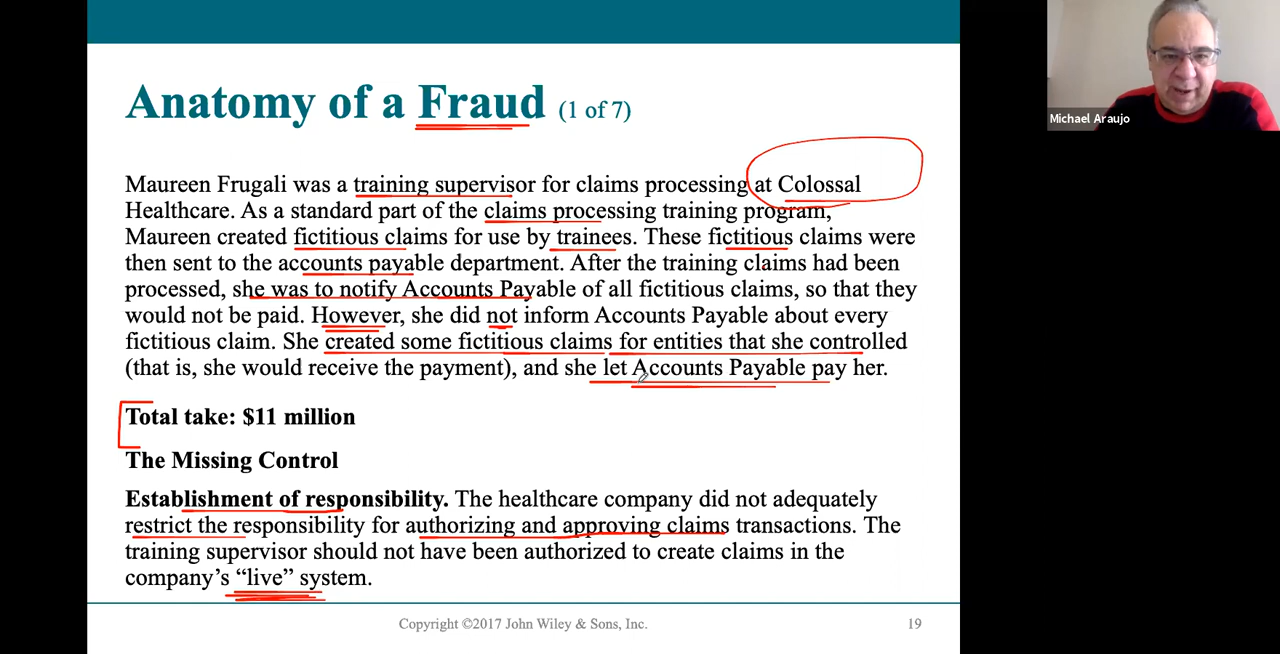 Anatomy of a Fraud (1 of 7)
Maureen Frugali was a training supervisor for claims processing at Colossal
Healthcare. As a standard part of the claims processing training program,
Maureen created fictitious claims for use by trainees. These fictitious claims were
then sent to the accounts payable department. After the training claims had been
processed, she was to notify Accounts Payable of all fictitious claims, so that they
would not be paid. However, she did not inform Accounts Payable about every
fictitious claim. She created some fictitious claims for entities that she controlled
(that is, she would receive the payment), and she let Accounts Payable pay her.
Total take: $11 million
The Missing Control
Establishment of responsibility. The healthcare company did not adequately
restrict the responsibility for authorizing and approving claims transactions. The
training supervisor should not have been authorized to create claims in the
company’s “live” system.
Copyright ©2017 John Wiley & Sons, Inc.
19
Michael Araujo